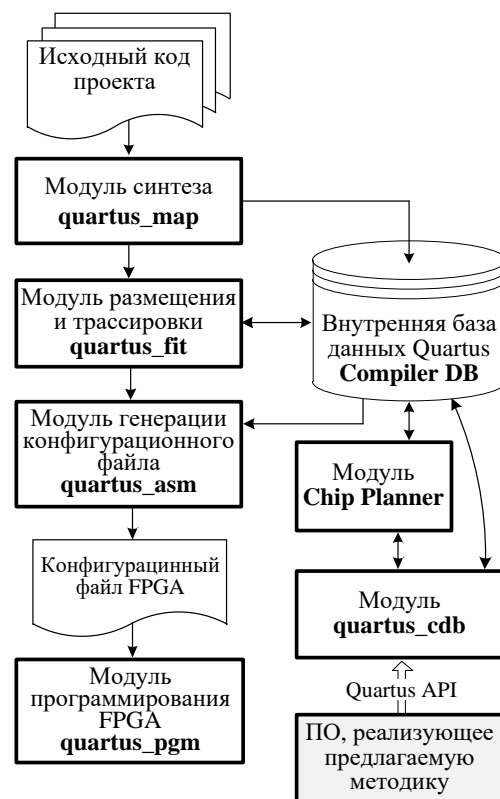 Исходный код
проекта
Модуль синтеза
quartus_map
Модуль размещения
и трассировки
quartus_fit
Внутренняя база
данных Quartus
Compiler DB
Модуль генерации
конфигурационного
файла
quartus_asm
Модуль
Chip Planner
Конфигурацинный
файл FPGA
Модуль
quartus_cdb
Quartus API
Модуль
программирования
FPGA
quartus_pgm
ПО, реализующее
предлагаемую
методику